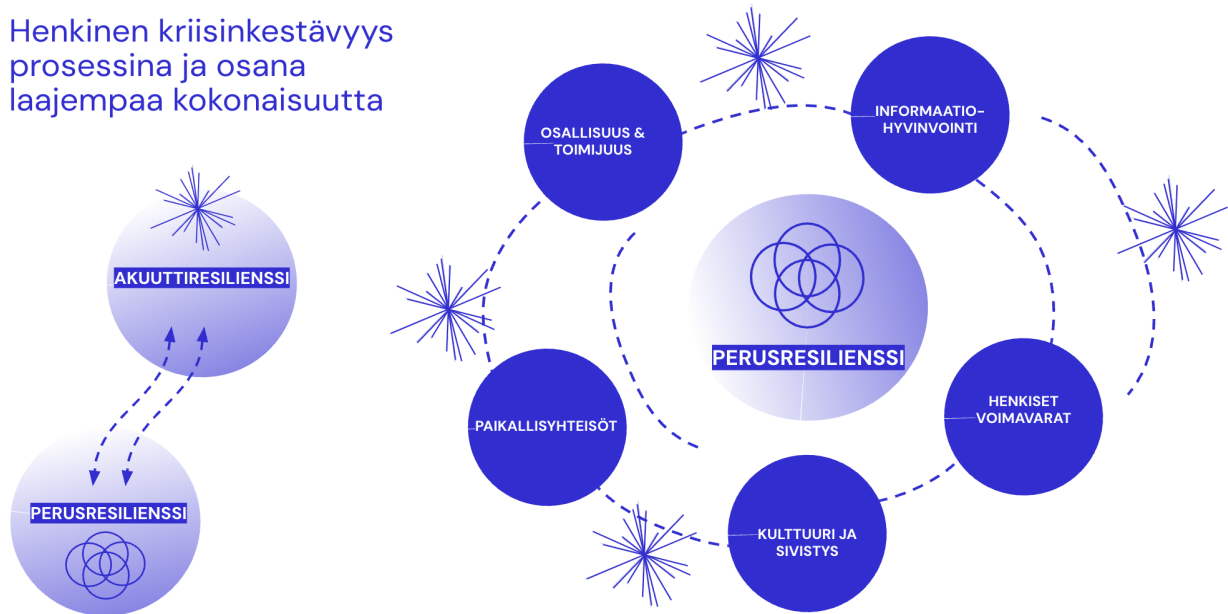 Henkinen kriisinkestävyys
prosessina ja osana
laajempaa kokonaisuutta
AKUUTTIRESILIENSSI
PERUSRESILIENSSI
OSALLISUUS &
TOIMIJUUS
INFORMAATIO-
HYVINVOINTI
PERUSRESILIENSSI
PAIKALLISYHTEISÖT
HENKISET
VOIMAVARAT
KULTTUURI JA
SIVISTYS